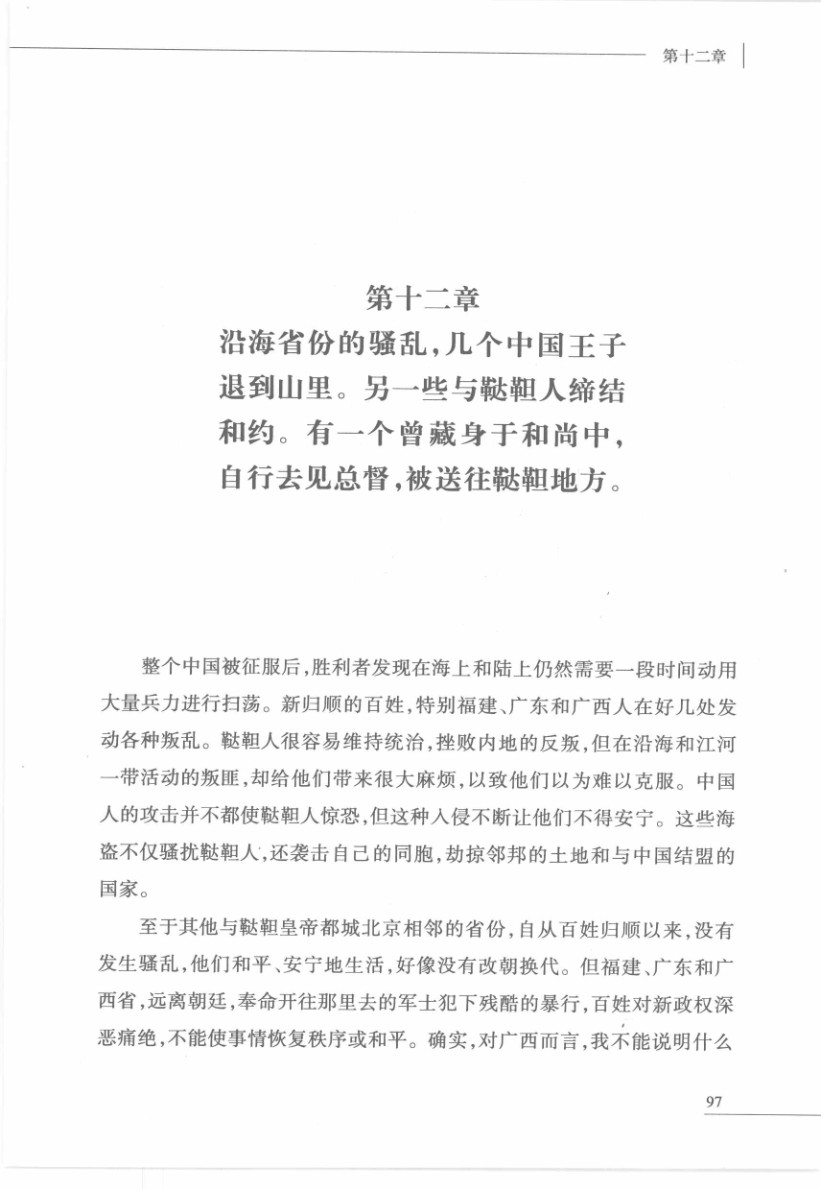 第十二章
第十二章
沿海省份的骚乱,几个中国王子
退到山里。另一些与鞑靼人缔结
和约。有一个曾藏身于和尚中,
自行去见总督,被送往鞑靼地方。
整个中国被征服后,胜利者发现在海上和陆上仍然需要一段时间动用
大量兵力进行扫荡。新归顺的百姓,特别福建、广东和广西人在好几处发
动各种叛乱。鞑靼人很容易维持统治,挫败内地的反叛,但在沿海和江河
一带活动的叛匪,却给他们带来很大麻烦,以致他们以为难以克服。中国
人的攻击并不都使鞑靼人惊恐,但这种入侵不断让他们不得安宁。这些海
盗不仅骚扰鞑靼人,还袭击自己的同胞,劫掠邻邦的土地和与中国结盟的
国家。
至于其他与鞑靼皇帝都城北京相邻的省份,自从百姓归顺以来,没有
发生骚乱,他们和平、安宁地生活,好像没有改朝换代。但福建、广东和广
西省,远离朝廷,奉命开往那里去的军士犯下残酷的暴行,百姓对新政权深
恶痛绝,不能使事情恢复秩序或和平。确实,对广西而言,我不能说明什么
97